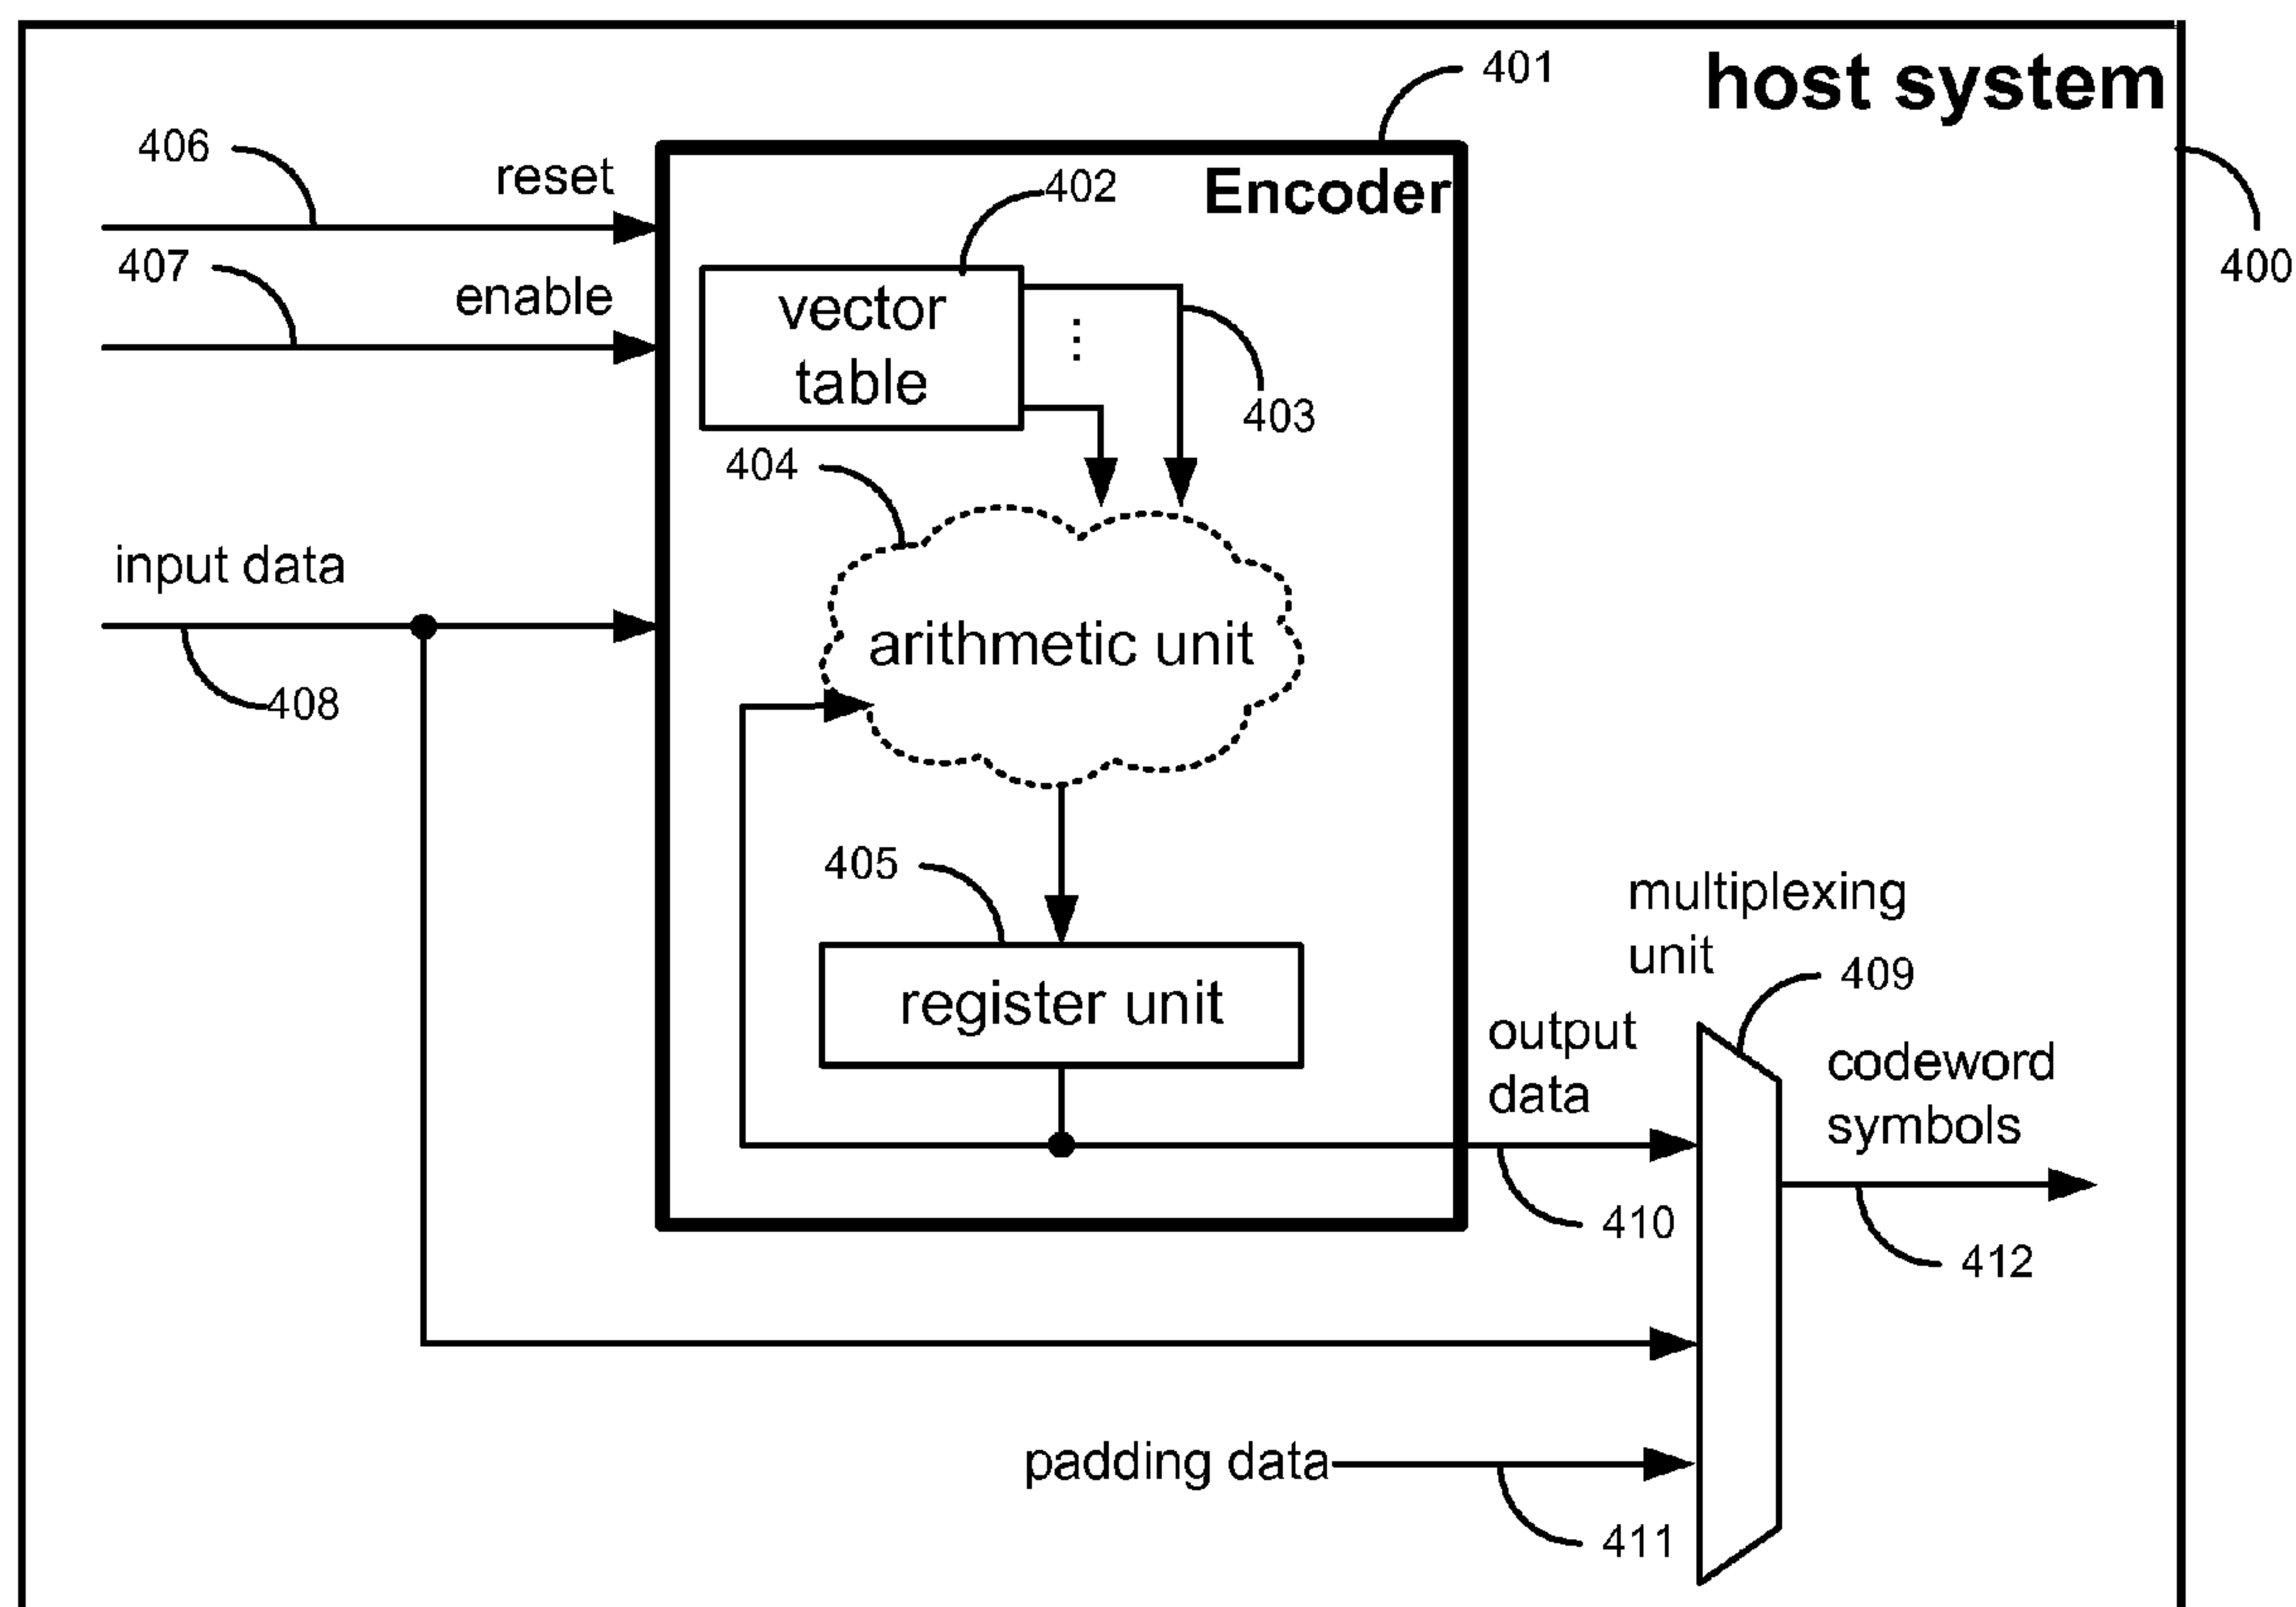 host system
401
406
reset
Encoder
402
407
enable
400
vector
table
403
404
input data
arithmetic unit
408
405
multiplexing
unit
409
register unit
output
data
codeword
symbols
410
412
padding data
411